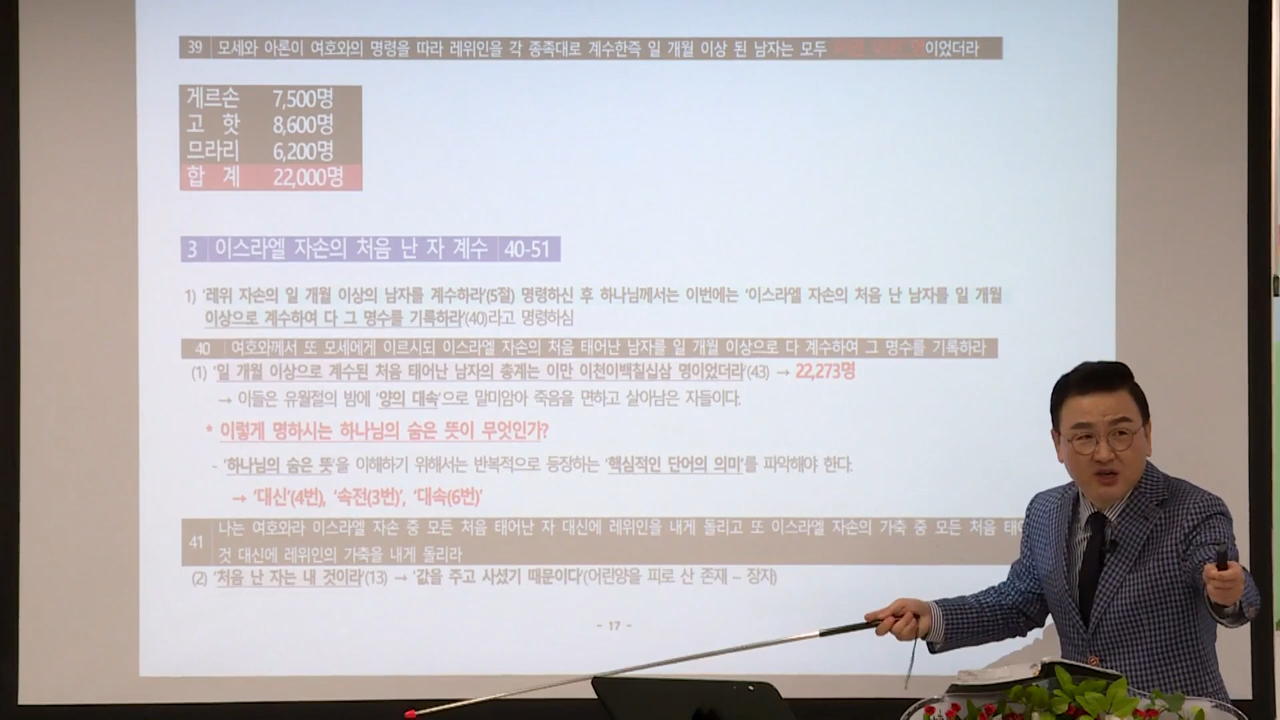 39 모세와 아론이 여호와의 명령을 따라 레위인을 각 종족대로 계수한즉 일 개월 이상 된 남자는 모두 이었더라
게르손 7,500명
고 핫 8,600명
므라리 6,200명
합 계 22,000명
3 이스라엘 자손의 처음 난 자 계수 40-51
1) '레위 자손의 일 개월 이상의 남자를 계수하라'(5절) 명령하신 후 하나님께서는 이번에는 '이스라엘 자손의 처음 난 남자를 일 개월
이상으로 계수하여 다 그 명수를 기록하라'(40)라고 명령하심
40 여호와께서 또 모세에게 이르시되 이스라엘 자손의 처음 태어난 남자를 일 개월 이상으로 다 계수하여 그 명수를 기록하라
(1) '일 개월 이상으로 계수된 처음 태어난 남자의 총계는 이만 이천이백칠십삼 명이었더라'(43) → 22,273명
→ 이들은 유월절의 밤에 '양의 대속'으로 말미암아 죽음을 면하고 살아남은 자들이다.
* 이렇게 명하시는 하나님의 숨은 뜻이 무엇인가?
- '하나님의 숨은 뜻'을 이해하기 위해서는 반복적으로 등장하는 '핵심적인 단어의 의미'를 파악해야 한다.
→ '대신'(4번), '속전(3번)', '대속'(6번)'
41 나는 여호와라 이스라엘 자손 중 모든 처음 태어난 자 대신에 레위인을 내게 돌리고 또 이스라엘 자손의 가축 중 모든 처음
것 대신에 레위인의 가축을 내게 돌리라
(2) '처음 난 자는 내 것이라'(13) → '값을 주고 사셨기 때문이다'(어린양을 피로 산 존재 – 장자)
- 17 -